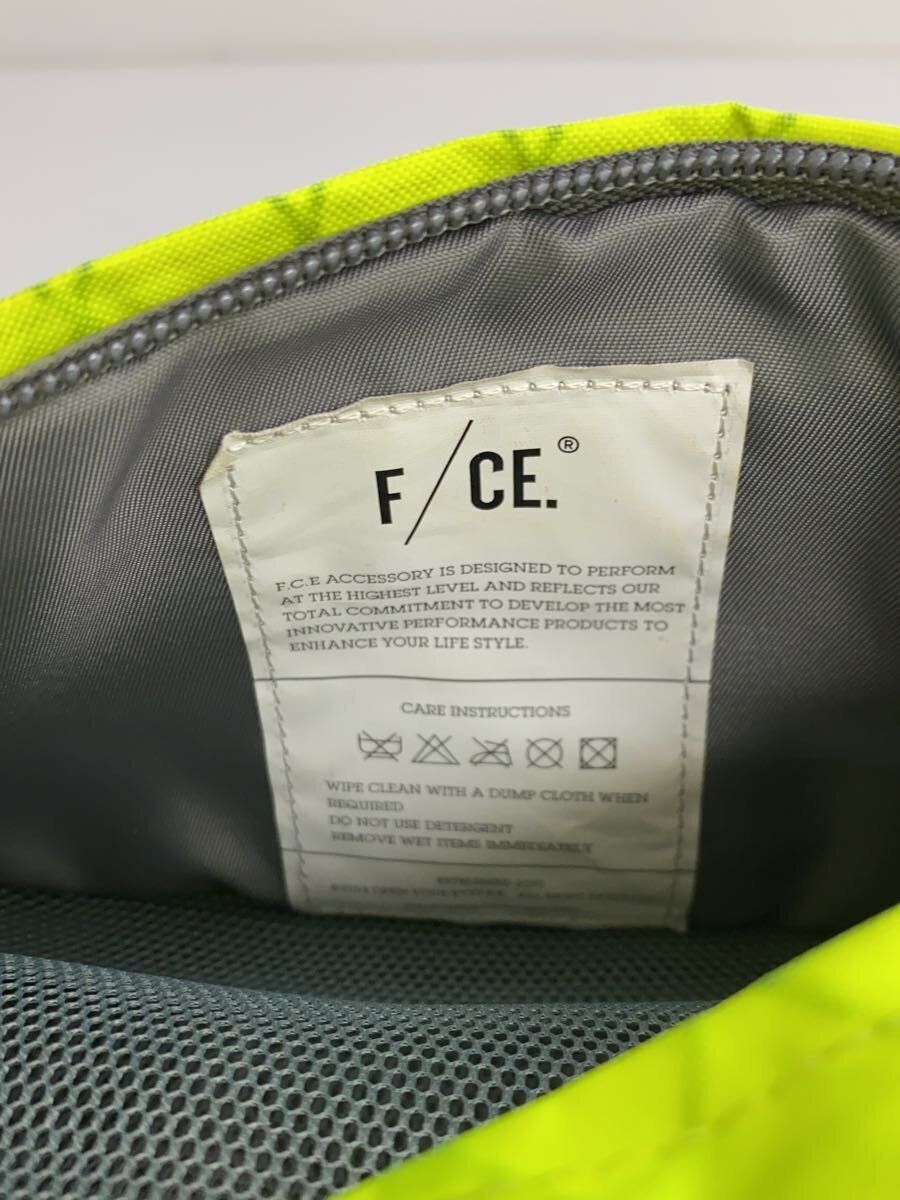 F/CE.®
F.C.E ACCESSORY IS DESIGNED TO PERFORM
AT THE HIGHEST LEVEL AND REFLECTS OUR
TOTAL COMMITMENT TO DEVELOP THE MOST
INNOVATIVE PERFORMANCE PRODUCTS TO
ENHANCE YOUR LIFE STYLE.
CARE INSTRUCTIONS
WIPE CLEAN WITH A DUMP CLOTH WHEN
REQUIRED
DO NOT USE DETERGENT
REMOVE WET ITEMS IMMEDIATELY